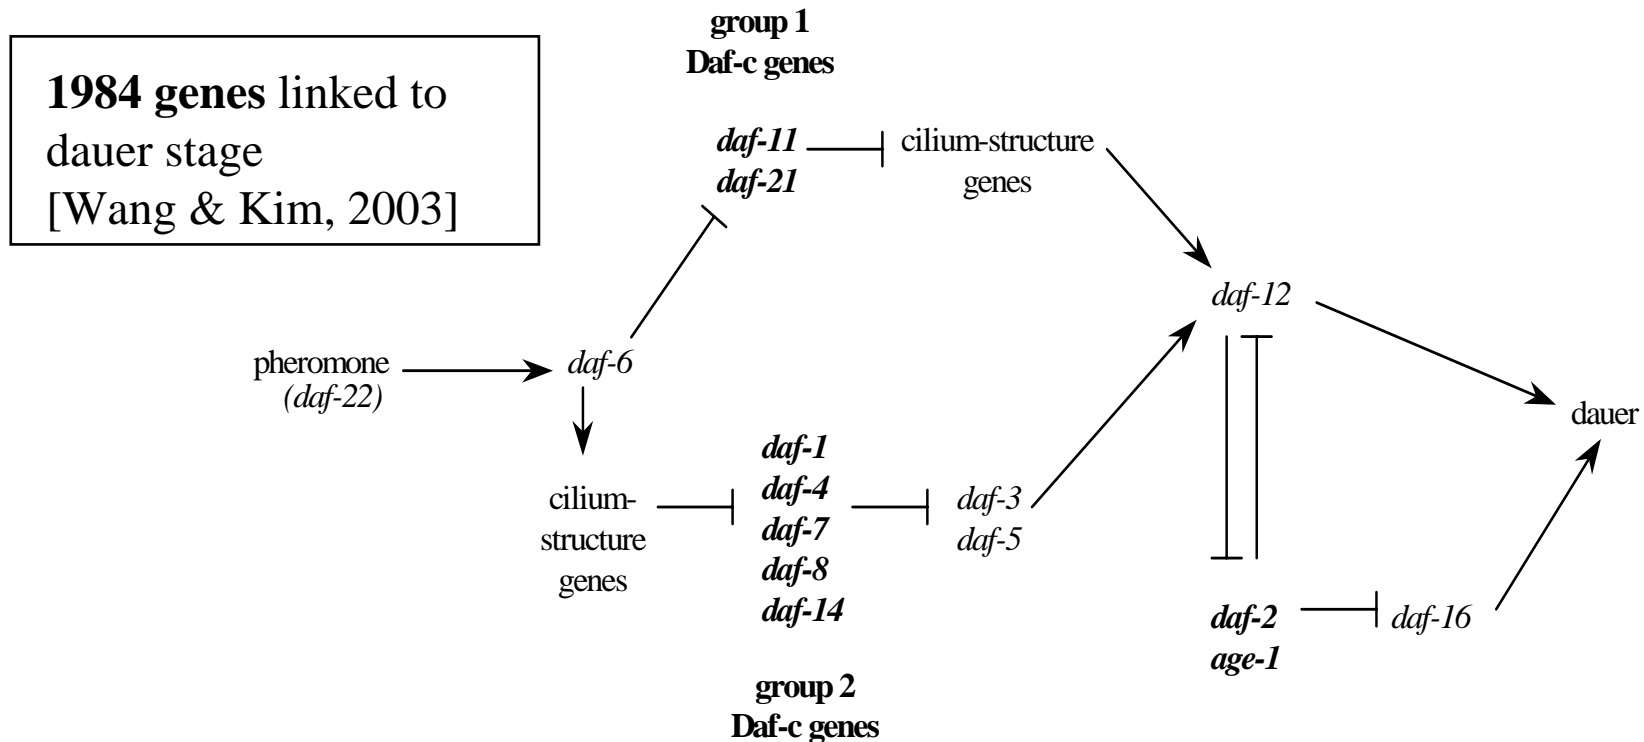 1984 genes linked to
dauer stage
[Wang & Kim, 2003]
group 1
Daf-c genes
daf-11
daf-21
cilium-structure
genes
daf-12
pheromone
(daf-22)
daf-6
dauer
cilium-
structure
genes
daf-1
daf-4
daf-7
daf-8
daf-14
daf-3
daf-5
daf-2
age-1
daf-16
group 2
Daf-c genes